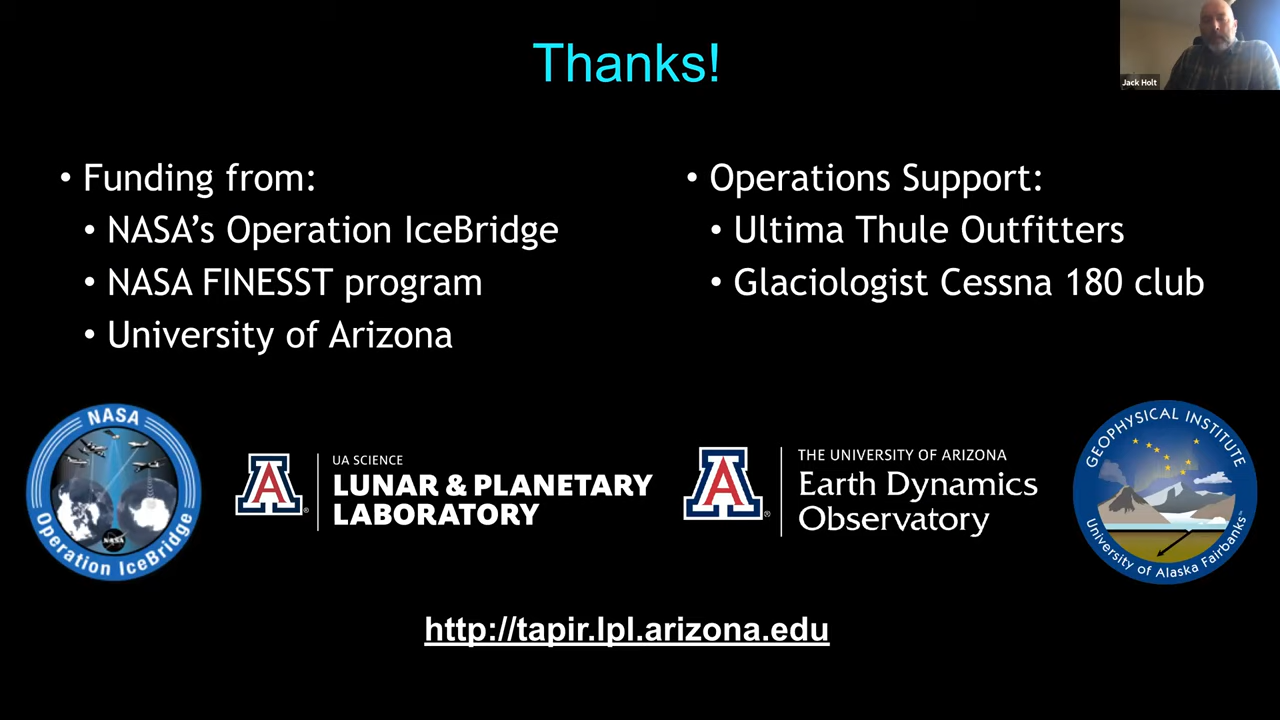 Thanks!
Jack Holt
• Funding from:
• NASA’s Operation IceBridge
• NASA FINESST program
• University of Arizona
• Operations Support:
• Ultima Thule Outfitters
• Glaciologist Cessna 180 club
NASA
Operation IceBridge
NASA
A
®
UA SCIENCE
LUNAR & PLANETARY
LABORATORY
A
®
THE UNIVERSITY OF ARIZONA
Earth Dynamics
Observatory
GEOPHYSICAL INSTITUTE
University of Alaska Fairbanks™
http://tapir.lpl.arizona.edu